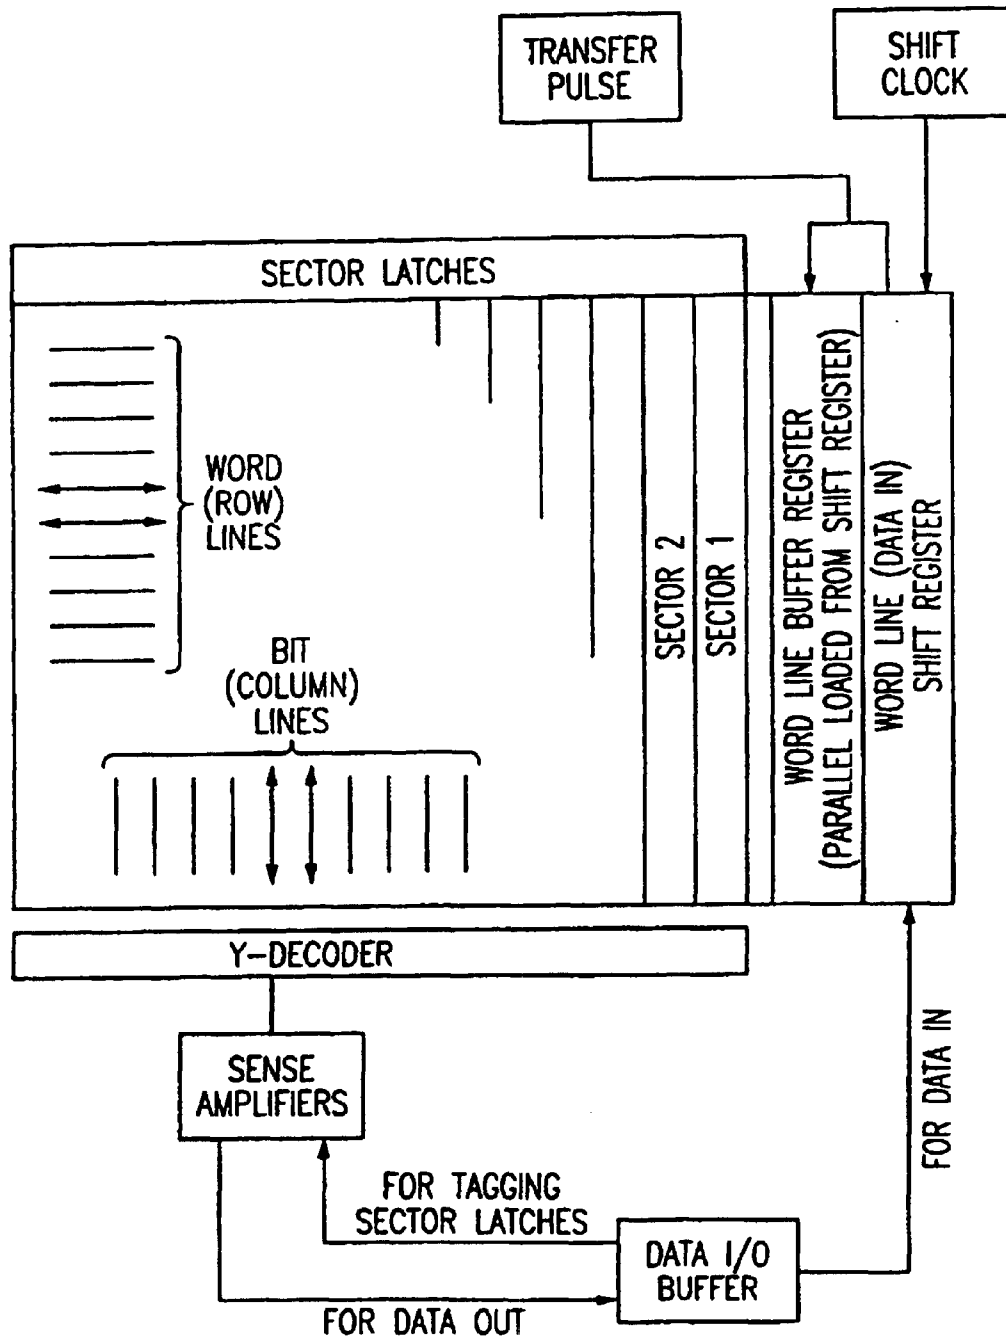 TRANSFER
PULSE
SHIFT
CLOCK
SECTOR LATCHES
WORD
(ROW)
LINES
BIT
(COLUMN)
LINES
SECTOR 2
SECTOR 1
WORD LINE BUFFER REGISTER
(PARALLEL LOADED FROM SHIFT REGISTER)
WORD LINE (DATA IN)
SHIFT REGISTER
Y-DECODER
SENSE
AMPLIFIERS
FOR DATA IN
FOR TAGGING
SECTOR LATCHES
DATA I/O
BUFFER
FOR DATA OUT